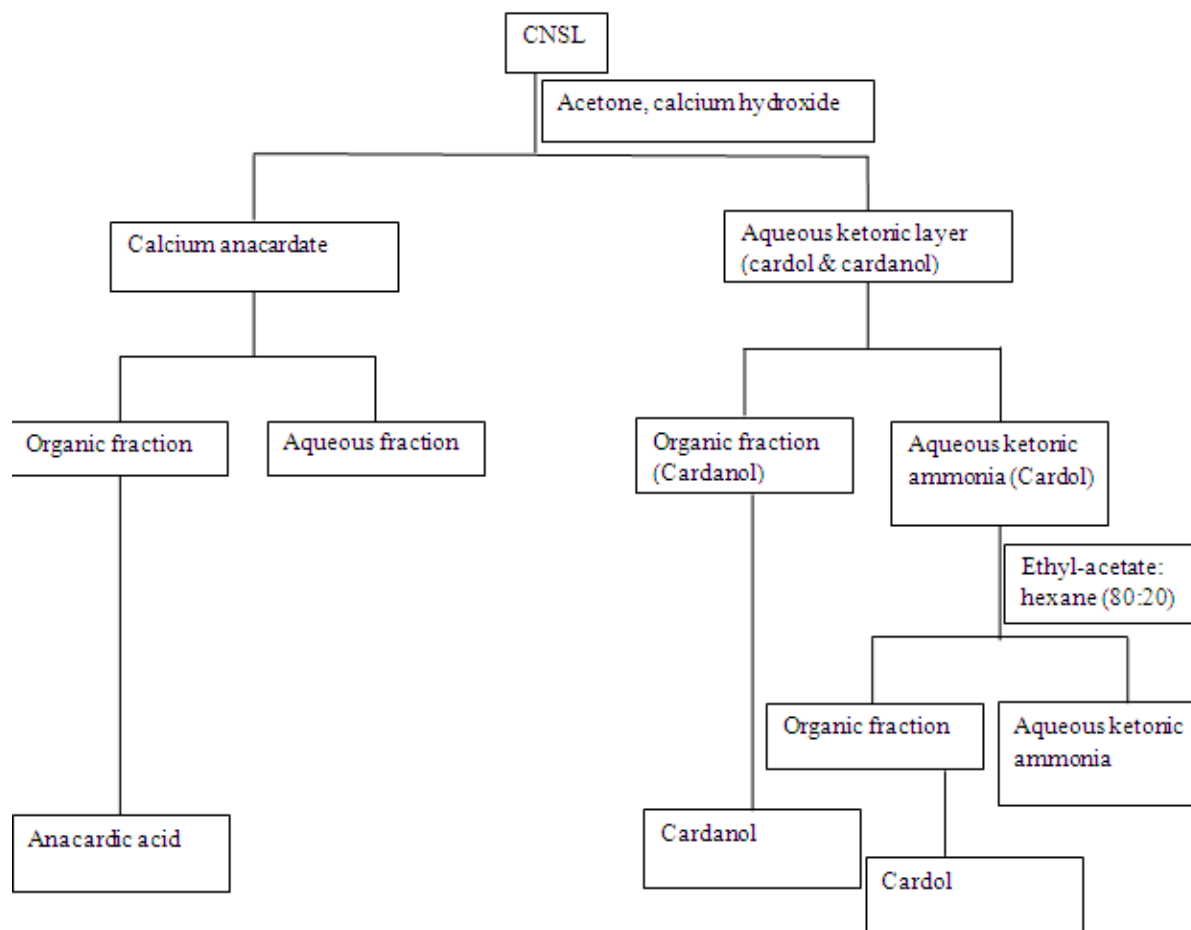 CNSL
Acetone, calcium hydroxide
Calcium anacardate
Aqueous ketonic layer
(cardol & cardanol)
Organic fraction
Aqueous fraction
Organic fraction
(Cardanol)
Aqueous ketonic
ammonia (Cardol)
Ethyl-acetate:
hexane (80:20)
Organic fraction
Aqueous ketonic
ammonia
Anacardic acid
Cardanol
Cardol